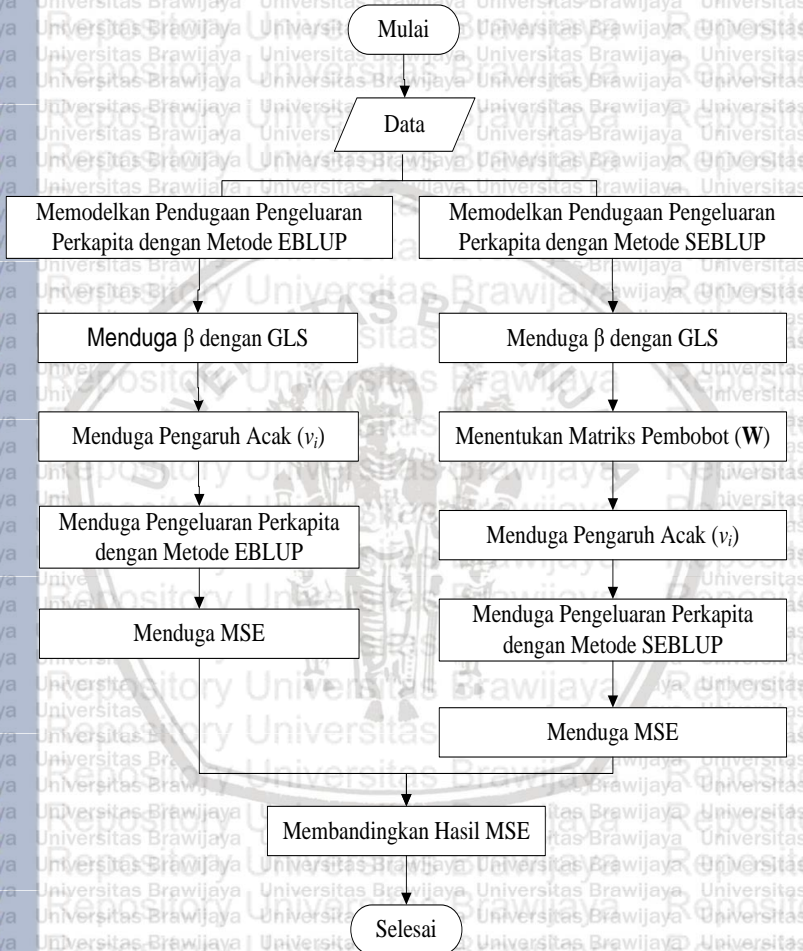 Mulai
Data
Memodelkan Pendugaan Pengeluaran
Perkapita dengan Metode EBLUP
Memodelkan Pendugaan Pengeluaran
Perkapita dengan Metode SEBLUP
Menduga β dengan GLS
Menduga Pengaruh Acak (vi)
Menduga Pengeluaran Perkapita
dengan Metode EBLUP
Menduga MSE
Menduga β dengan GLS
Menentukan Matriks Pembobot (W)
Menduga Pengaruh Acak (vi)
Menduga Pengeluaran Perkapita
dengan Metode SEBLUP
Menduga MSE
Membandingkan Hasil MSE
Selesai